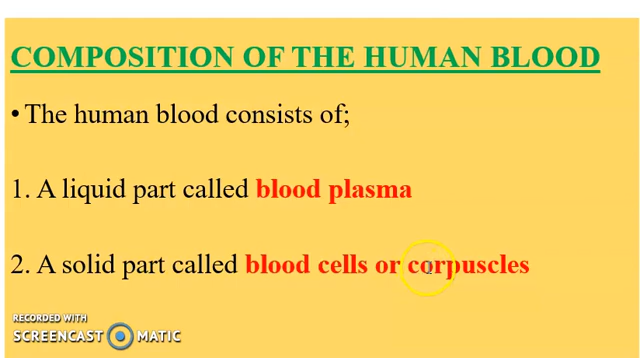 COMPOSITION OF THE HUMAN BLOOD
• The human blood consists of;
1. A liquid part called blood plasma
2. A solid part called blood cells or corpuscles
RECORDED WITH
SCREENCAST MATIC